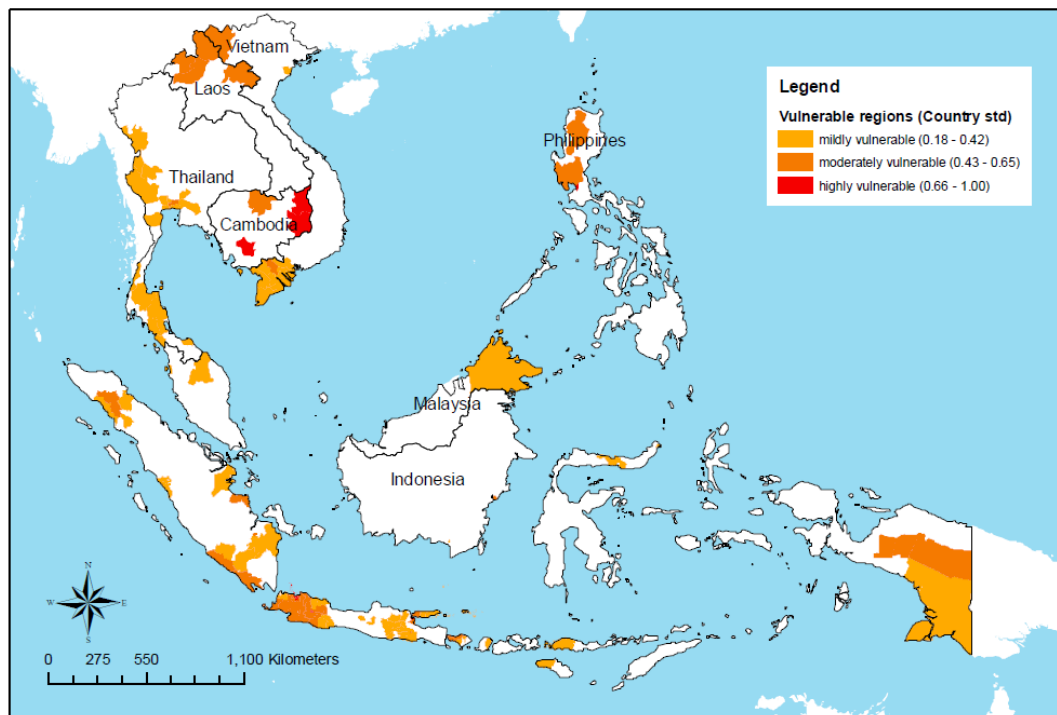 Vietnam
Laos
Thailand
Cambodia
Philippines
Malaysia
Indonesia
Legend
Vulnerable regions (Country std)
mildly vulnerable (0.18 - 0.42)
moderately vulnerable (0.43 - 0.65)
highly vulnerable (0.66 - 1.00)
N
W
E
S
0 275 550 1,100 Kilometers